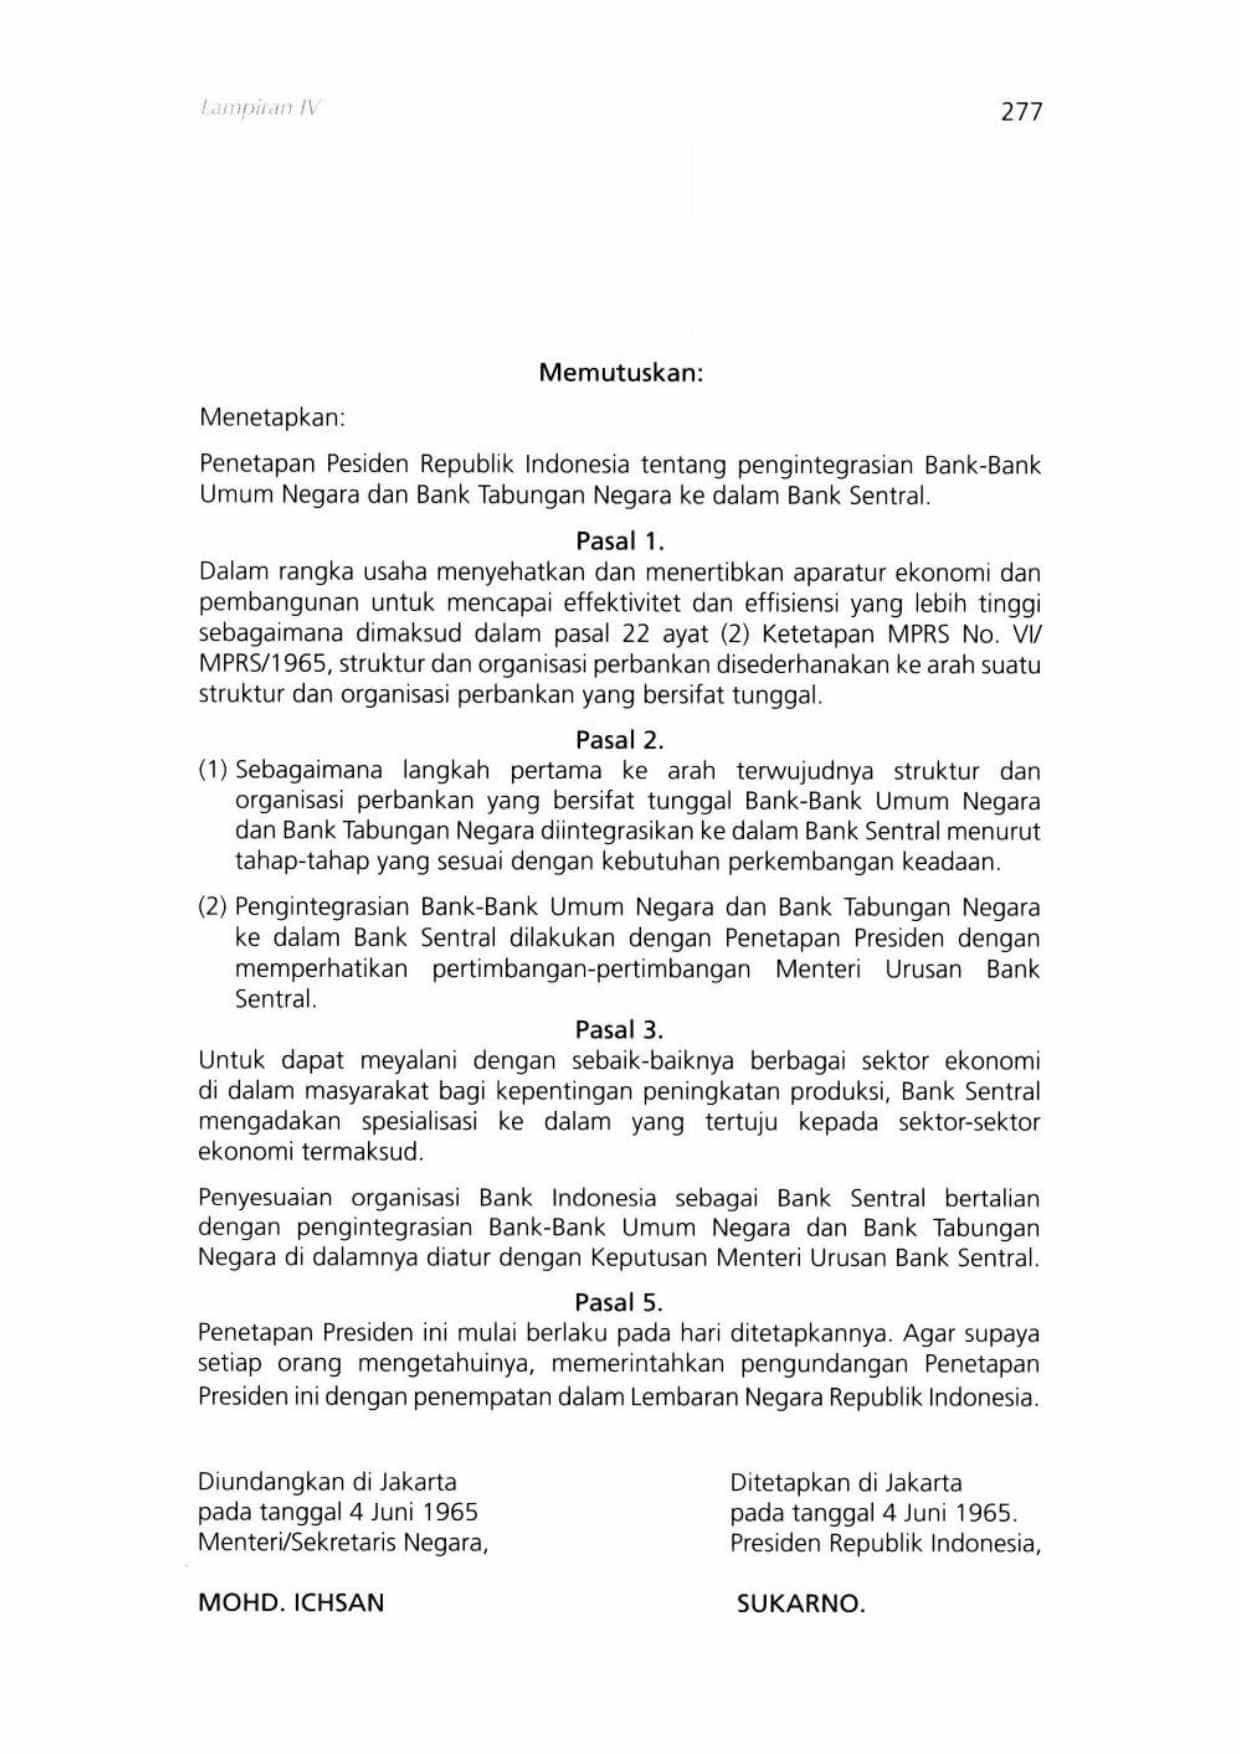 Lampiran IV
277
Memutuskan:
Menetapkan:
Penetapan Pesiden Republik Indonesia tentang pengintegrasian Bank-Bank
Umum Negara dan Bank Tabungan Negara ke dalam Bank Sentral.
Pasal 1.
Dalam rangka usaha menyehatkan dan menertibkan aparatur ekonomi dan
pembangunan untuk mencapai effektivitet dan effisiensi yang lebih tinggi
sebagaimana dimaksud dalam pasal 22 ayat (2) Ketetapan MPRS No. VI/
MPRS/1965, struktur dan organisasi perbankan disederhanakan ke arah suatu
struktur dan organisasi perbankan yang bersifat tunggal.
Pasal 2.
(1) Sebagaimana langkah pertama ke arah terwujudnya struktur dan
organisasi perbankan yang bersifat tunggal Bank-Bank Umum Negara
dan Bank Tabungan Negara diintegrasikan ke dalam Bank Sentral menurut
tahap-tahap yang sesuai dengan kebutuhan perkembangan keadaan.
(2) Pengintegrasian Bank-Bank Umum Negara dan Bank Tabungan Negara
ke dalam Bank Sentral dilakukan dengan Penetapan Presiden dengan
memperhatikan pertimbangan-pertimbangan Menteri Urusan Bank
Sentral.
Pasal 3.
Untuk dapat meyalani dengan sebaik-baiknya berbagai sektor ekonomi
di dalam masyarakat bagi kepentingan peningkatan produksi, Bank Sentral
mengadakan spesialisasi ke dalam yang tertuju kepada sektor-sektor
ekonomi termaksud.
Penyesuaian organisasi Bank Indonesia sebagai Bank Sentral bertalian
dengan pengintegrasian Bank-Bank Umum Negara dan Bank Tabungan
Negara di dalamnya diatur dengan Keputusan Menteri Urusan Bank Sentral.
Pasal 5.
Penetapan Presiden ini mulai berlaku pada hari ditetapkannya. Agar supaya
setiap orang mengetahuinya, memerintahkan pengundangan Penetapan
Presiden ini dengan penempatan dalam Lembaran Negara Republik Indonesia.
Diundangkan di Jakarta
pada tanggal 4 Juni 1965
Menteri/Sekretaris Negara,
MOHD. ICHSAN
Ditetapkan di Jakarta
pada tanggal 4 Juni 1965.
Presiden Republik Indonesia,
SUKARNO.